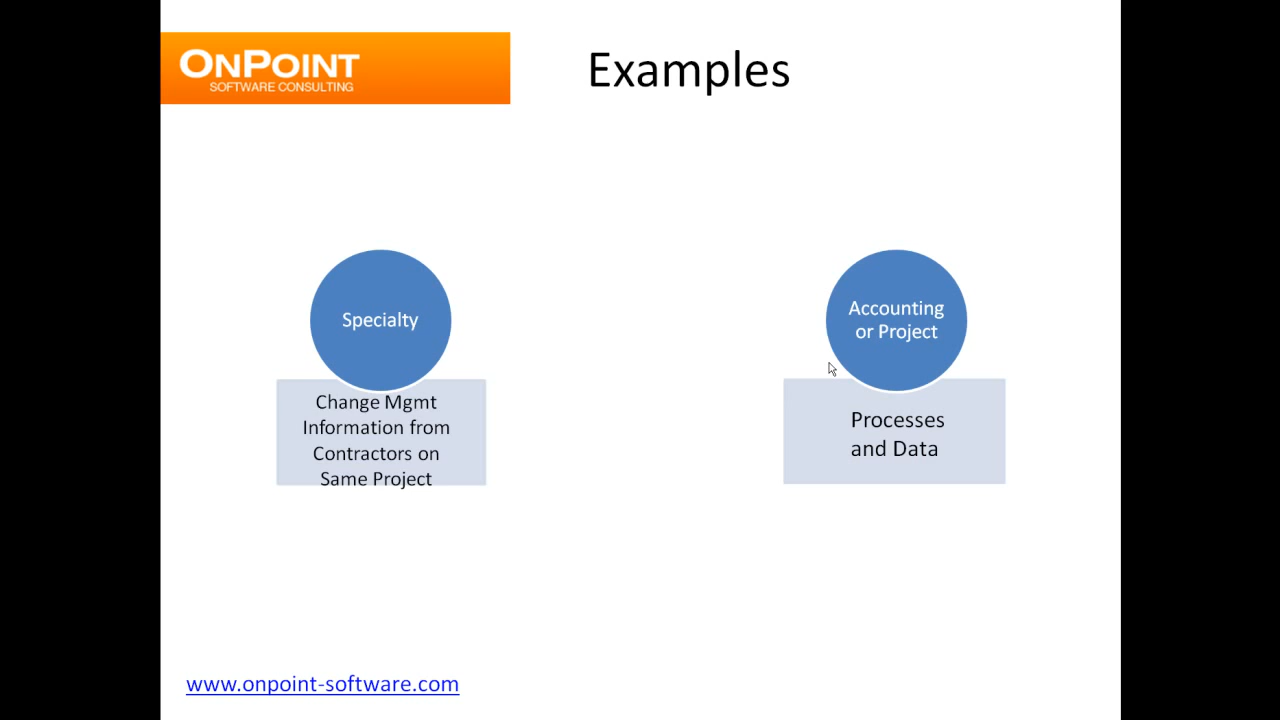 ONPOINT
SOFTWARE CONSULTING
Examples
Specialty
Change Mgmt
Information from
Contractors on
Same Project
Accounting
or Project
Processes
and Data
www.onpoint-software.com